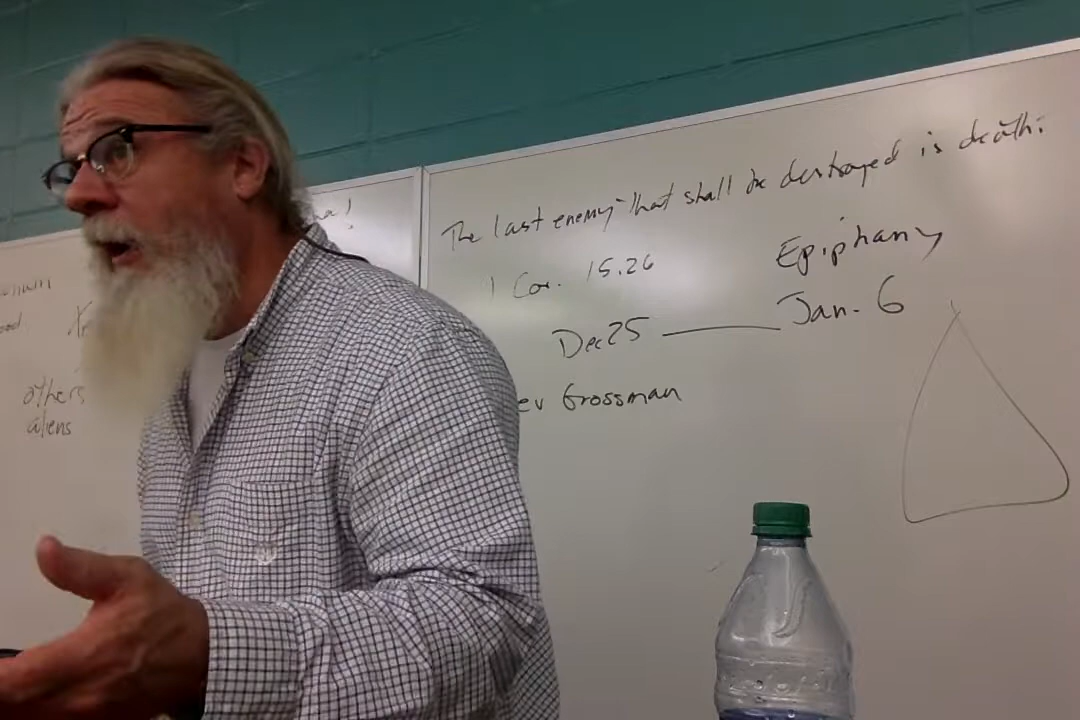 The last enemy that shall be destroyed is death.
1 Cor. 15.26
Epiphany
Dec 25 — Jan. 6
ev Grossman
others
aliens